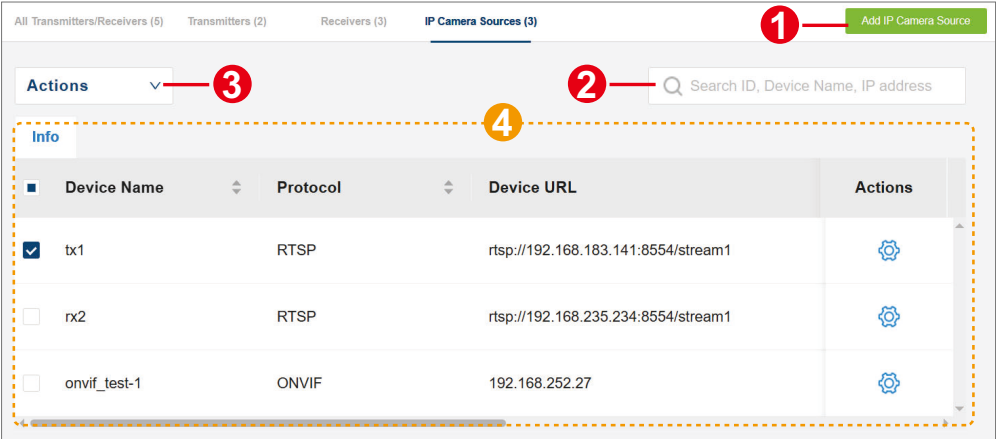 All Transmitters/Receivers (5) Transmitters (2) Receivers (3) IP Camera Sources (3) 1 Add IP Camera Source
Actions 3 2 Search ID, Device Name, IP address
4
Info
Device Name Protocol Device URL Actions
tx1 RTSP rtsp://192.168.183.141:8554/stream1
rx2 RTSP rtsp://192.168.235.234:8554/stream1
onvif_test-1 ONVIF 192.168.252.27